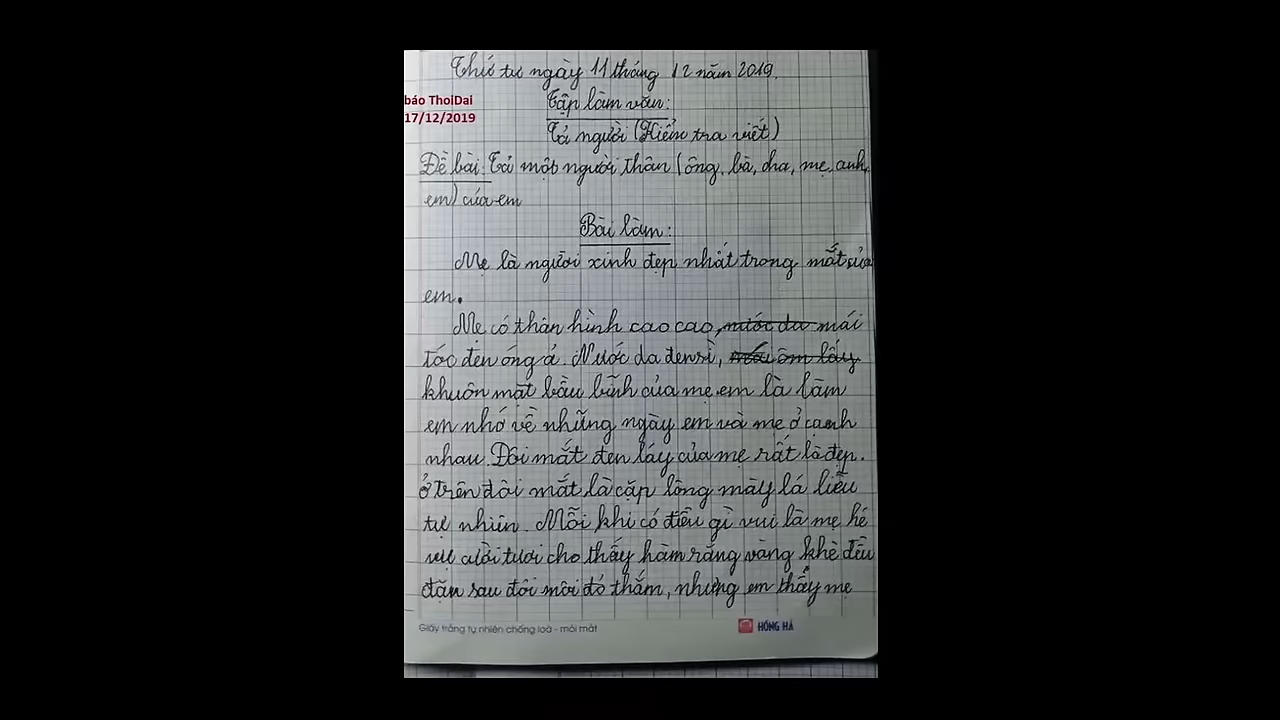 Thứ tư ngày 11 tháng 12 năm 2019.
báo ThoiDai
17/12/2019
Tập làm văn:
Tả người (Kiểm tra viết)
Đề bài: Tả một người thân (ông, bà, cha, mẹ, anh,
em) của em
Bài làm:
Mẹ là người xinh đẹp nhất trong mắt của
em.
Mẹ có thân hình cao cao, nước da mái
tóc đen óng ả. Nước da đen sì,
khuôn mặt bầu bĩnh của mẹ em là làm
em nhớ về những ngày em và mẹ ở cạnh
nhau. Đôi mắt đen láy của mẹ rất là đẹp.
ở trên đôi mắt là cặp lông mày lá liễu
tự nhiên. Mỗi khi có điều gì vui là mẹ hé
nụ cười tươi cho thấy hàm răng vàng khè đều
đặn sau đôi môi đỏ thắm, nhưng em thấy mẹ
Giấy trắng tự nhiên chống loá - mỏi mắt
HỒNG HÀ